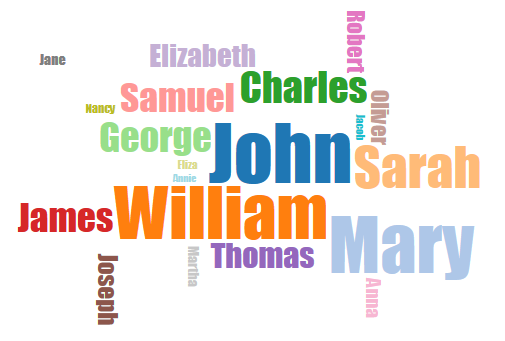 Robert
Elizabeth
Jane
Charles
Samuel
Oliver
Nancy
Jacob
George
John
Eliza
Sarah
Annie
William
James
Mary
Thomas
Martha
Joseph
Anna